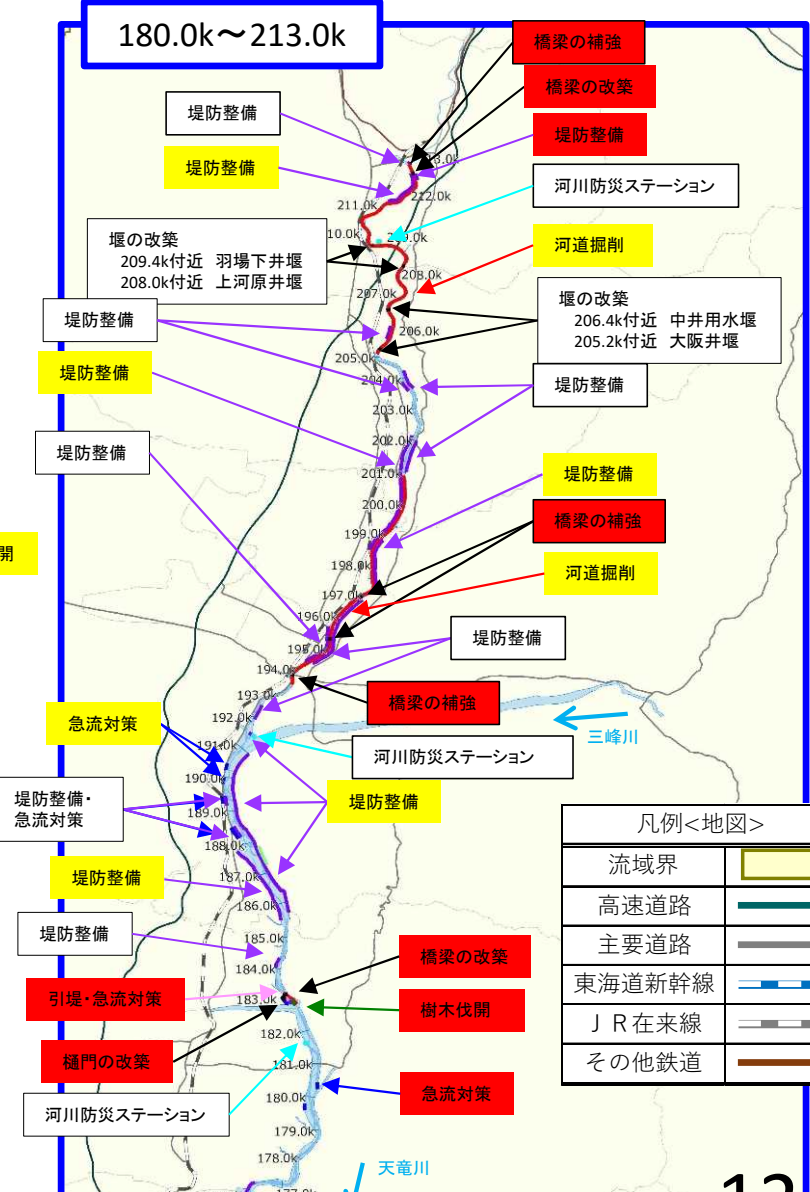 180.0k～213.0k
橋梁の補強
橋梁の改築
堤防整備
堤防整備
堤防整備
河川防災ステーション
堰の改築
209.4k付近　羽場下井堰
208.0k付近　上河原井堰
河道掘削
堰の改築
206.4k付近　中井用水堰
205.2k付近　大阪井堰
堤防整備
堤防整備
堤防整備
堤防整備
堤防整備
橋梁の補強
開
河道掘削
堤防整備
橋梁の補強
急流対策
三峰川
河川防災ステーション
堤防整備・
急流対策
堤防整備
堤防整備
堤防整備
橋梁の改築
引堤・急流対策
樹木伐開
樋門の改築
急流対策
河川防災ステーション
天竜川
212.0k
211.0k
208.0k
207.0k
206.0k
205.0k
204.0k
203.0k
202.0k
201.0k
200.0k
199.0k
198.0k
197.0k
196.0k
195.0k
194.0k
193.0k
192.0k
191.0k
190.0k
189.0k
188.0k
187.0k
186.0k
185.0k
184.0k
183.0k
182.0k
181.0k
180.0k
179.0k
178.0k
凡例<地図>
流域界
高速道路
主要道路
東海道新幹線
ＪＲ在来線
その他鉄道